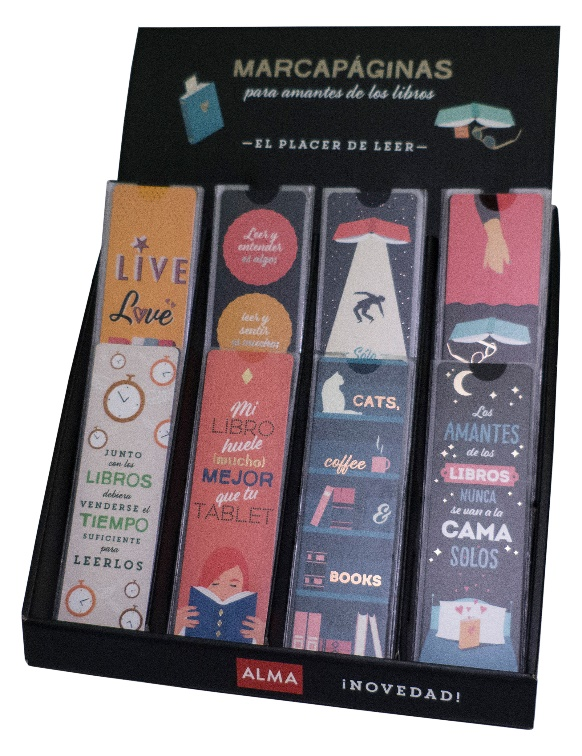 MARCAPÁGINAS
para amantes de los libros
—EL PLACER DE LEER—
LIVE
Love
Leer y
entender
es algo;
leer y
sentir
es mucho;
Sólo
JUNTO
con los
LIBROS
debiera
VENDERSE el
TIEMPO
SUFICIENTE
para
LEERLOS
Mi
LIBRO
huele
(mucho)
MEJOR
que tu
TABLET
CATS,
coffee
&
BOOKS
Los
AMANTES
de los
LIBROS
NUNCA
se van a la
CAMA
SOLOS
ALMA
¡NOVEDAD!